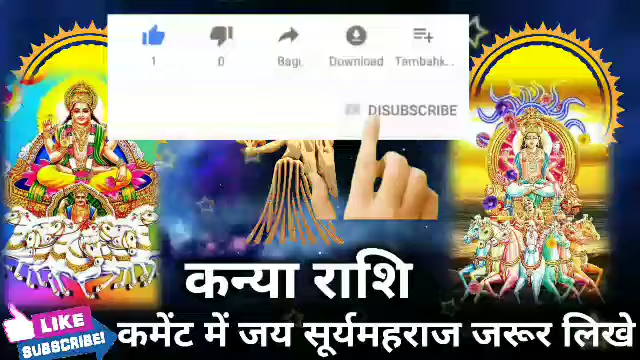 1 0 Bagi. Download Tambahk...
DISUBSCRIBE
कन्या राशि
LIKE
SUBSCRIBE!
कमेंट में जय सूर्यमहराज जरूर लिखे